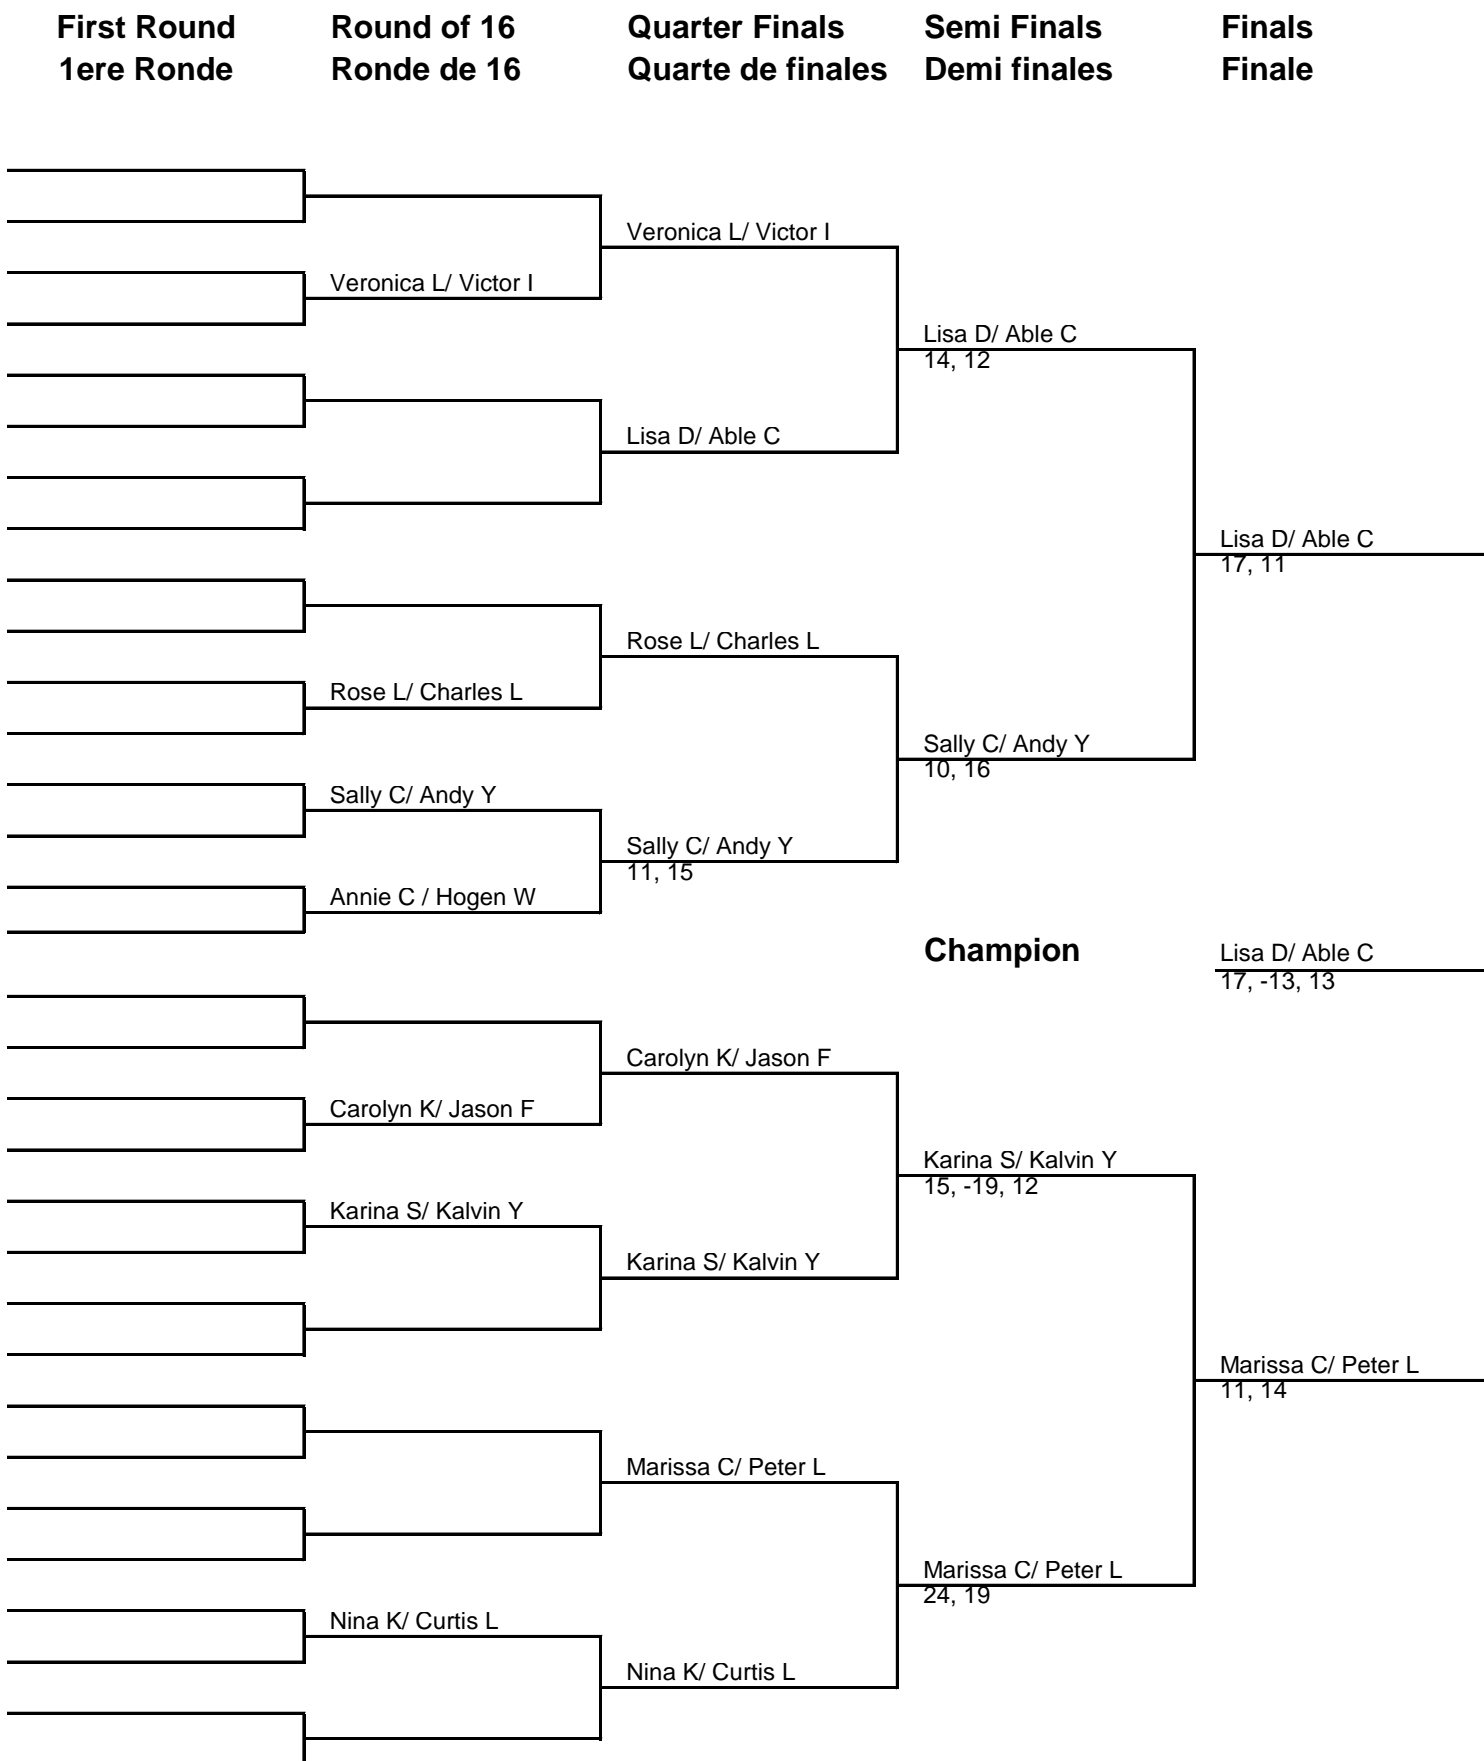 First Round
1ere Ronde
Round of 16
Ronde de 16
Quarter Finals
Quarte de finales
Semi Finals
Demi finales
Finals
Finale
Veronica L/ Victor I
Veronica L/ Victor I
Lisa D/ Able C
14, 12
Lisa D/ Able C
Lisa D/ Able C
17, 11
Rose L/ Charles L
Rose L/ Charles L
Sally C/ Andy Y
10, 16
Sally C/ Andy Y
Sally C/ Andy Y
11, 15
Annie C / Hogen W
Champion
Lisa D/ Able C
17, -13, 13
Carolyn K/ Jason F
Carolyn K/ Jason F
Karina S/ Kalvin Y
15, -19, 12
Karina S/ Kalvin Y
Karina S/ Kalvin Y
Marissa C/ Peter L
11, 14
Marissa C/ Peter L
Marissa C/ Peter L
24, 19
Nina K/ Curtis L
Nina K/ Curtis L